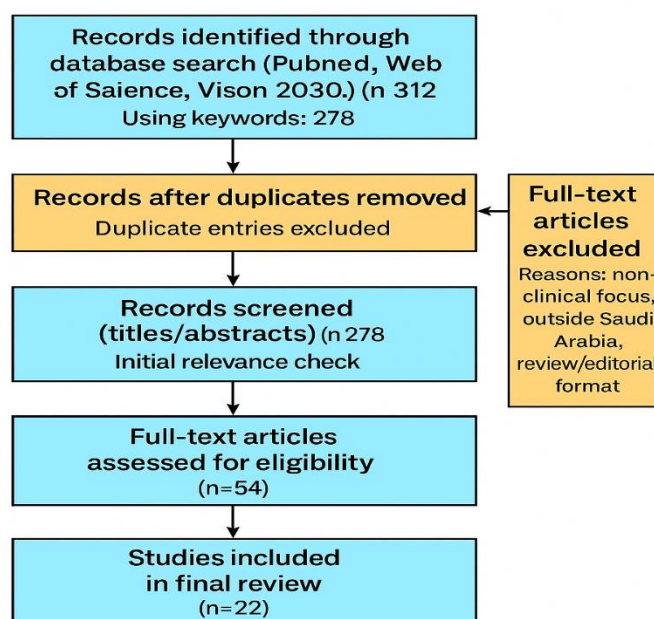 Records identified through
database search (Pubned, Web
of Saience, Vison 2030.) (n 312
Using keywords: 278
Records after duplicates removed
Duplicate entries excluded
Full-text
articles
excluded
Reasons: non-
clinical focus,
outside Saudi
Arabia,
review/editorial
format
Records screened
(titles/abstracts) (n 278
Initial relevance check
Full-text articles
assessed for eligibility
(n=54)
Studies included
in final review
(n=22)